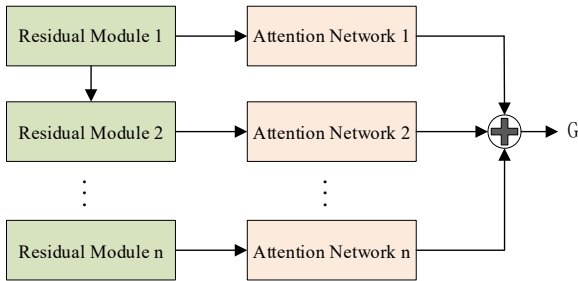 Residual Module 1
Attention Network 1
Residual Module 2
Attention Network 2
G
Residual Module n
Attention Network n